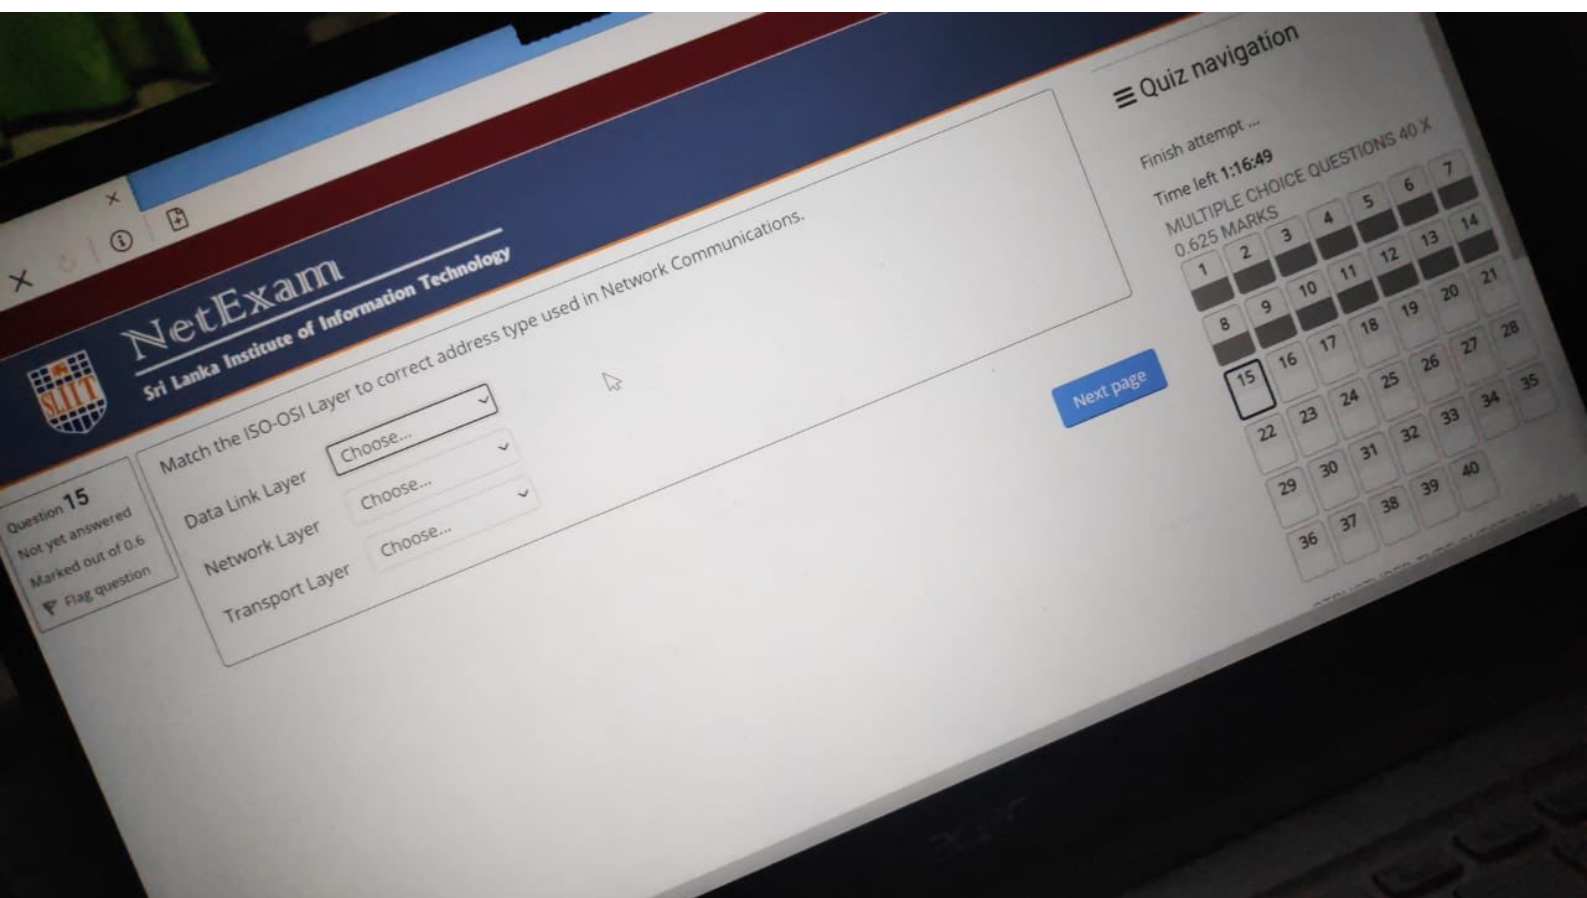 NetExam
Sri Lanka Institute of Information Technology
SLIIT
Question 15
Not yet answered
Marked out of 0.6
Flag question
Match the ISO-OSI Layer to correct address type used in Network Communications.
Data Link Layer Choose...
Network Layer Choose...
Transport Layer Choose...
Next page
Quiz navigation
Finish attempt ...
Time left 1:16:49
MULTIPLE CHOICE QUESTIONS 40 X
0.625 MARKS
1 2 3 4 5 6 7
8 9 10 11 12 13 14
15 16 17 18 19 20 21
22 23 24 25 26 27 28
29 30 31 32 33 34 35
36 37 38 39 40